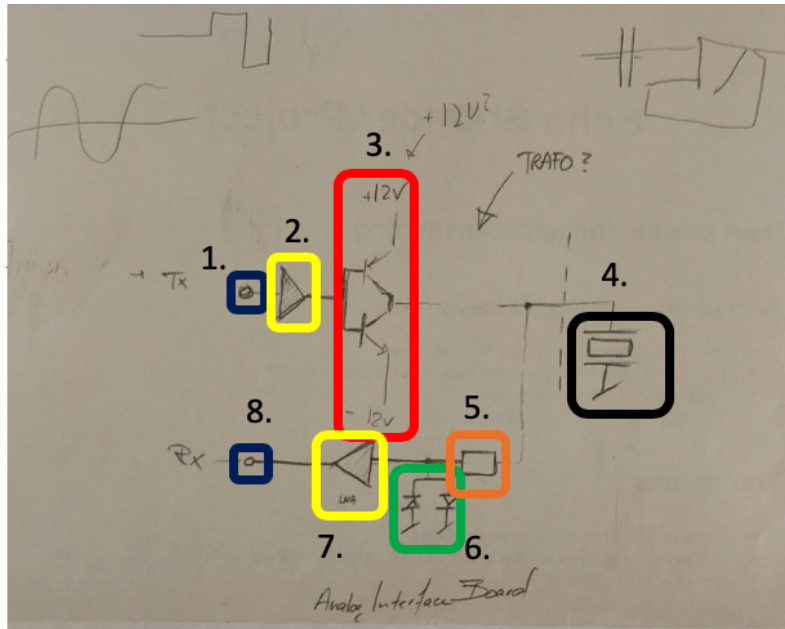 +12V?
3.
TRAFO?
+12V
2.
4.
1.
Tx
-12V
8.
5.
Rx
LNA
7.
6.
Analog Interface Board